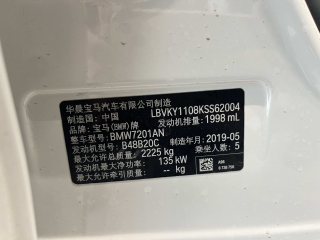 华晨宝马汽车有限公司制造
制造国：中国 LBVKY1108KSS62004
品牌：宝马(BMW)牌 发动机排量：1998 mL
整车型号：BMW7201AN
发动机型号：B48B20C 制造年月：2019-05
最大允许总质量：2225 kg 乘坐人数：5
发动机最大净功率：135 kW
最大允许牵引质量：-- kg